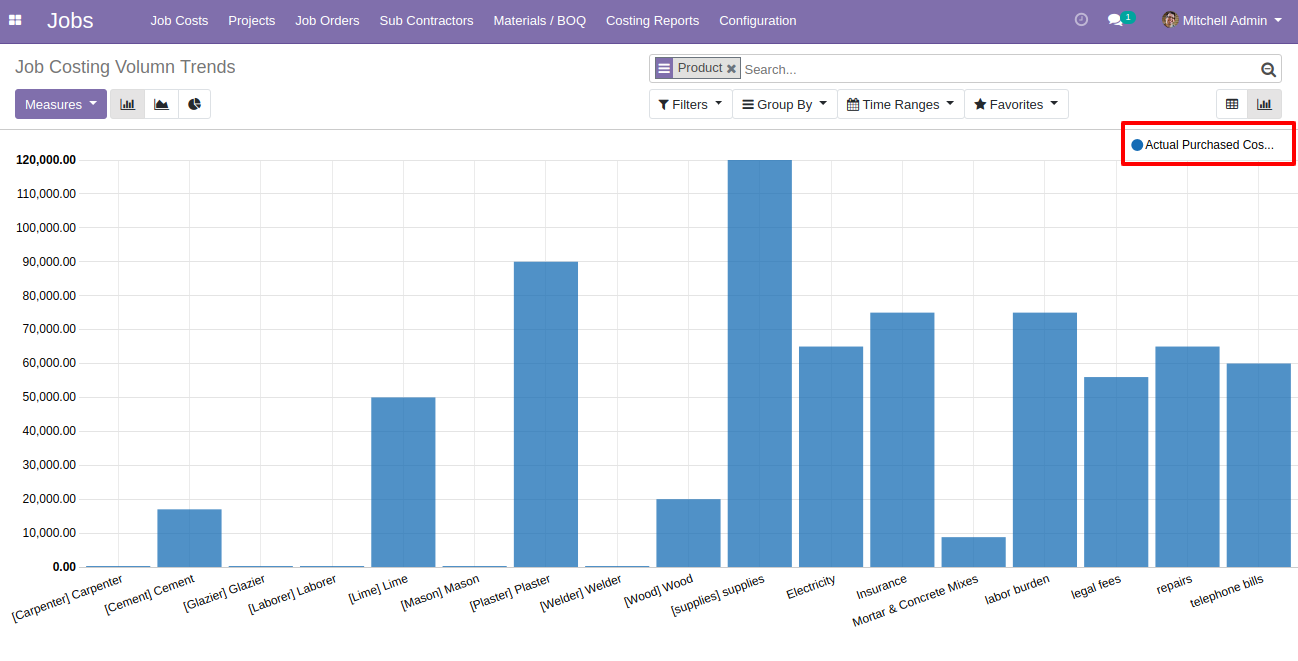 Jobs Job Costs Projects Job Orders Sub Contractors Materials / BOQ Costing Reports Configuration 1 Mitchell Admin
Job Costing Volumn Trends
Product Search...
Measures Filters Group By Time Ranges Favorites
Actual Purchased Cos...
120,000.00
110,000.00
100,000.00
90,000.00
80,000.00
70,000.00
60,000.00
50,000.00
40,000.00
30,000.00
20,000.00
10,000.00
0.00
[Carpenter] Carpenter
[Cement] Cement
[Glazier] Glazier
[Laborer] Laborer
[Lime] Lime
[Mason] Mason
[Plaster] Plaster
[Welder] Welder
[Wood] Wood
[supplies] supplies
Electricity
Insurance
Mortar & Concrete Mixes
labor burden
legal fees
repairs
telephone bills